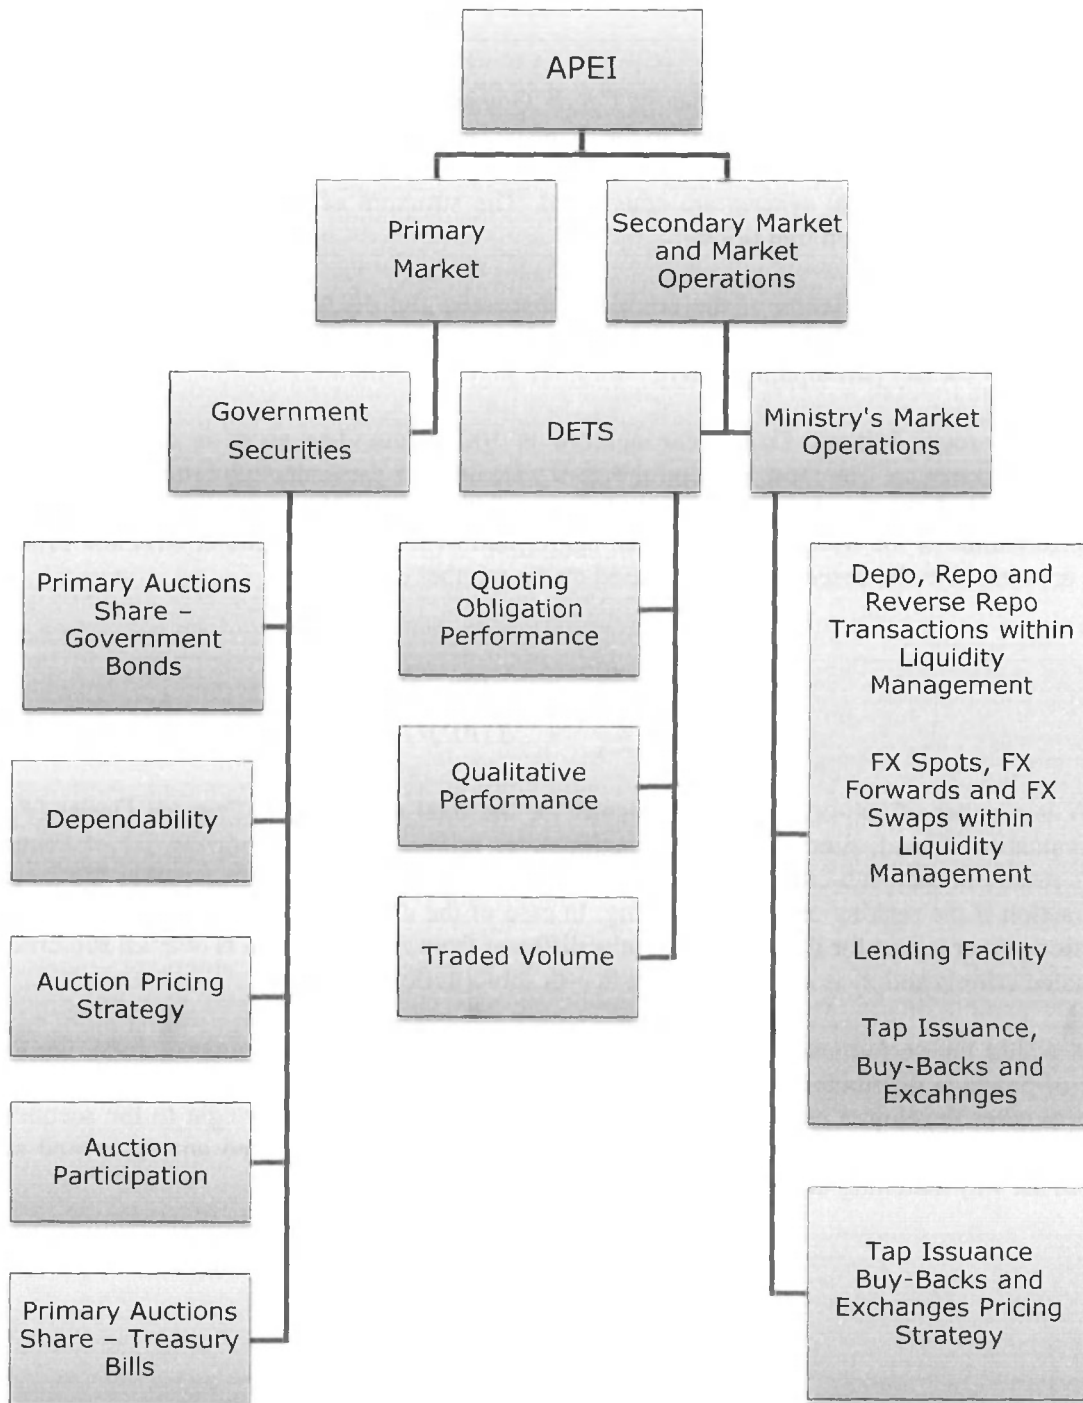 APEI
Primary
Market
Secondary Market
and Market
Operations
Government
Securities
DETS
Ministry's Market
Operations
Primary Auctions
Share –
Government
Bonds
Dependability
Auction Pricing
Strategy
Auction
Participation
Primary Auctions
Share – Treasury
Bills
Quoting
Obligation
Performance
Qualitative
Performance
Traded Volume
Depo, Repo and
Reverse Repo
Transactions within
Liquidity
Management
FX Spots, FX
Forwards and FX
Swaps within
Liquidity
Management
Lending Facility
Tap Issuance,
Buy-Backs and
Excahnges
Tap Issuance
Buy-Backs and
Exchanges Pricing
Strategy